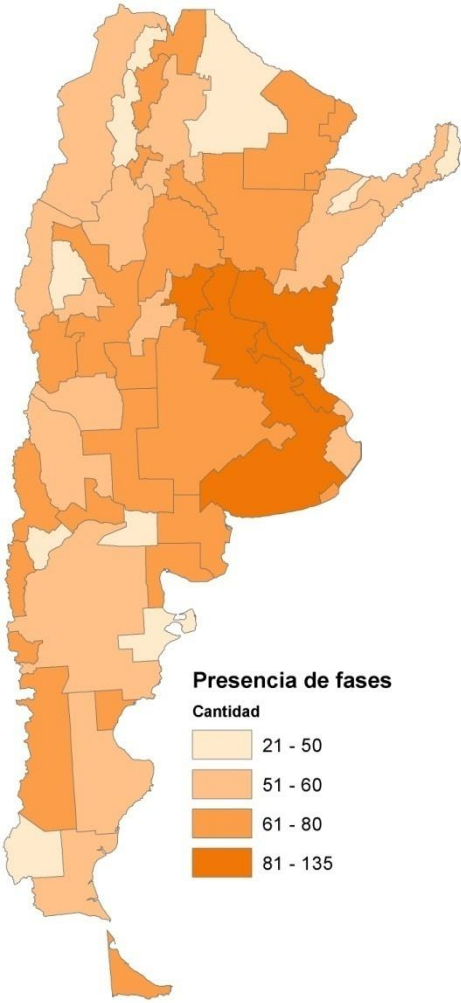 Presencia de fases
Cantidad
21 - 50
51 - 60
61 - 80
81 - 135